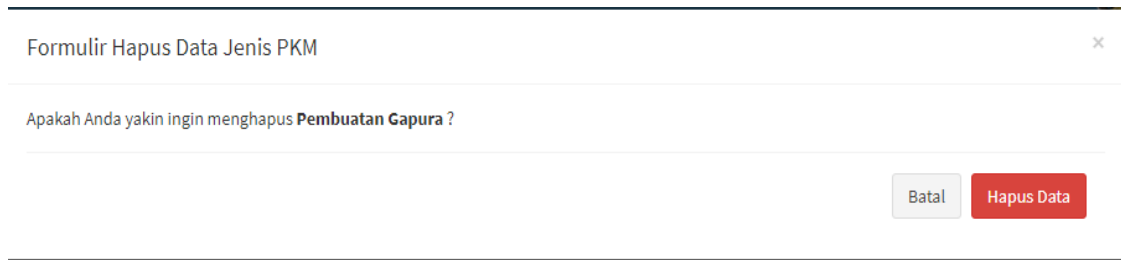 Formulir Hapus Data Jenis PKM
×
Apakah Anda yakin ingin menghapus Pembuatan Gapura ?
Batal
Hapus Data